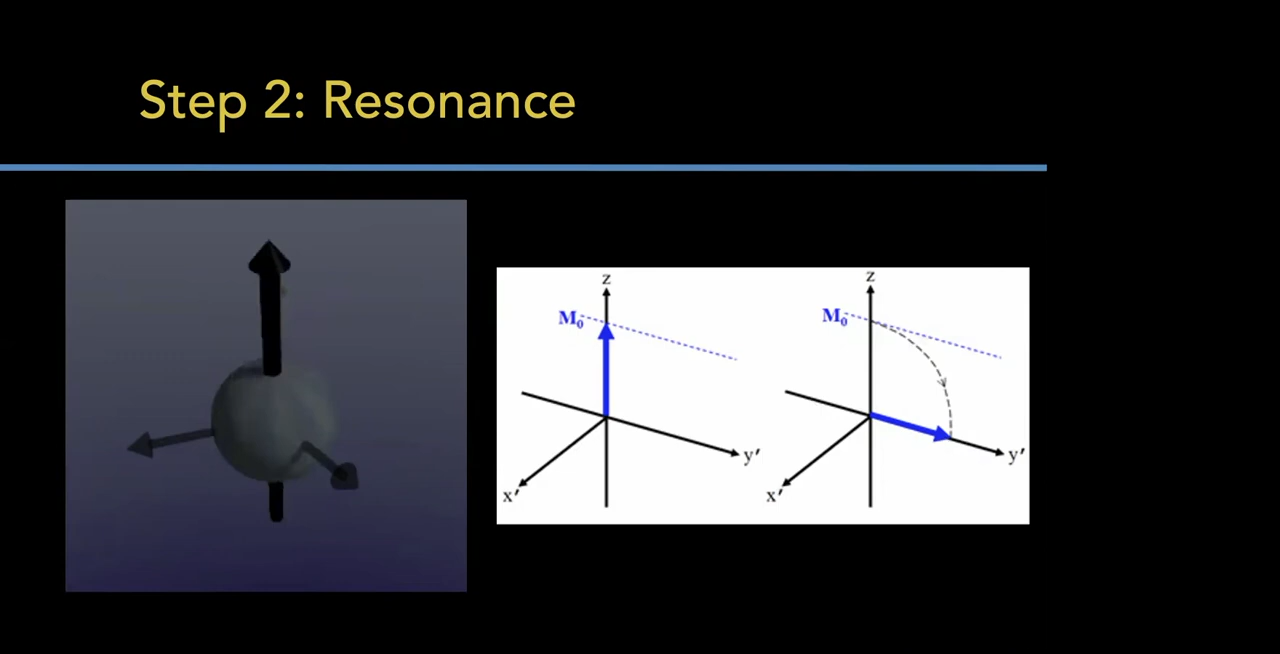 Step 2: Resonance
z
M₀
y′
x′
z
M₀
y′
x′